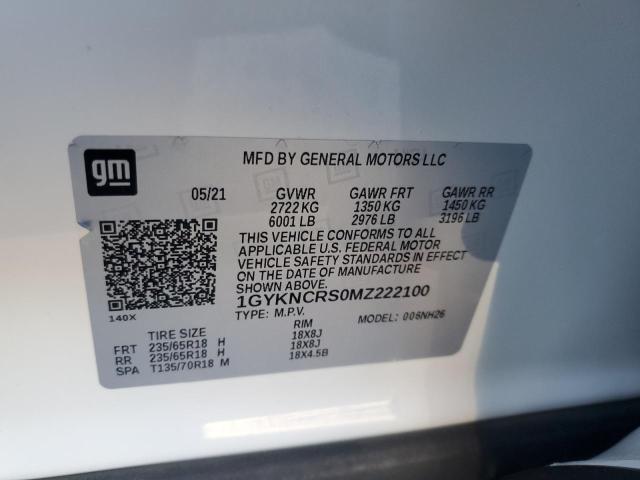 gm
MFD BY GENERAL MOTORS LLC
05/21 GVWR GAWR FRT GAWR RR
2722 KG 1350 KG 1450 KG
6001 LB 2976 LB 3196 LB
THIS VEHICLE CONFORMS TO ALL
APPLICABLE U.S. FEDERAL MOTOR
VEHICLE SAFETY STANDARDS IN EFFECT
ON THE DATE OF MANUFACTURE
SHOWN ABOVE.
1GYKNCRS0MZ222100
140X
TYPE: M.P.V. MODEL: 006NH26
TIRE SIZE RIM
FRT 235/65R18 H 18X8J
RR 235/65R18 H 18X8J
SPA T135/70R18 M 18X4.5B